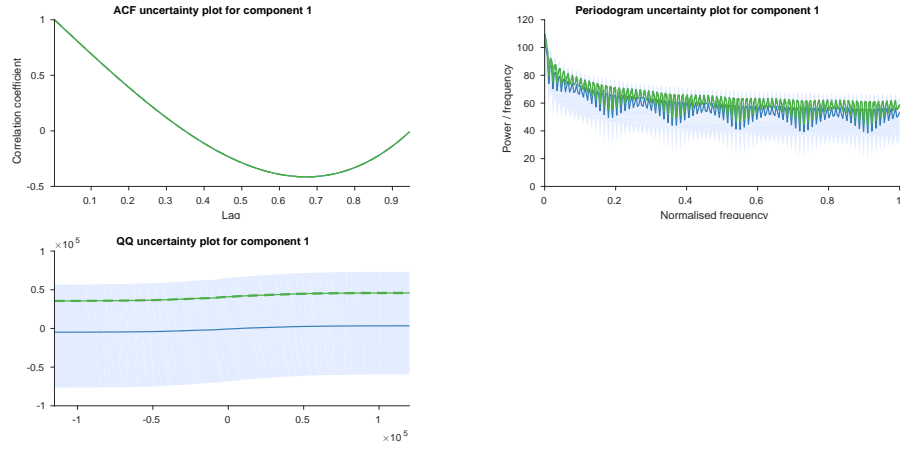 ACF uncertainty plot for component 1
Correlation coefficient
1
0.5
0
-0.5
0.1 0.2 0.3 0.4 0.5 0.6 0.7 0.8 0.9
Lag
Periodogram uncertainty plot for component 1
Power / frequency
120
100
80
60
40
20
0
0 0.2 0.4 0.6 0.8 1
Normalised frequency
QQ uncertainty plot for component 1
×10^5
1
0.5
0
-0.5
-1
-1 -0.5 0 0.5 1
×10^5